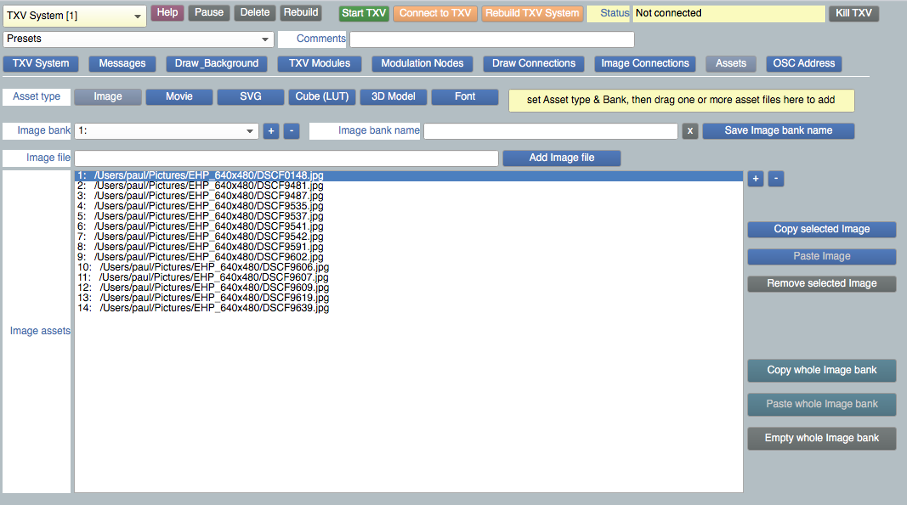 TXV System [1] Help Pause Delete Rebuild Start TXV Connect to TXV Rebuild TXV System Status Not connected Kill TXV
Presets Comments
TXV System Messages Draw_Background TXV Modules Modulation Nodes Draw Connections Image Connections Assets OSC Address
Asset type Image Movie SVG Cube (LUT) 3D Model Font set Asset type & Bank, then drag one or more asset files here to add
Image bank 1: + - Image bank name x Save Image bank name
Image file Add Image file
1: /Users/paul/Pictures/EHP_640x480/DSCF0148.jpg + -
2: /Users/paul/Pictures/EHP_640x480/DSCF9481.jpg
3: /Users/paul/Pictures/EHP_640x480/DSCF9487.jpg
4: /Users/paul/Pictures/EHP_640x480/DSCF9535.jpg
5: /Users/paul/Pictures/EHP_640x480/DSCF9537.jpg
6: /Users/paul/Pictures/EHP_640x480/DSCF9541.jpg
7: /Users/paul/Pictures/EHP_640x480/DSCF9542.jpg
8: /Users/paul/Pictures/EHP_640x480/DSCF9591.jpg
9: /Users/paul/Pictures/EHP_640x480/DSCF9602.jpg
10: /Users/paul/Pictures/EHP_640x480/DSCF9606.jpg
11: /Users/paul/Pictures/EHP_640x480/DSCF9607.jpg
12: /Users/paul/Pictures/EHP_640x480/DSCF9609.jpg
13: /Users/paul/Pictures/EHP_640x480/DSCF9619.jpg
14: /Users/paul/Pictures/EHP_640x480/DSCF9639.jpg
Image assets
Copy selected Image
Paste Image
Remove selected Image
Copy whole Image bank
Paste whole Image bank
Empty whole Image bank